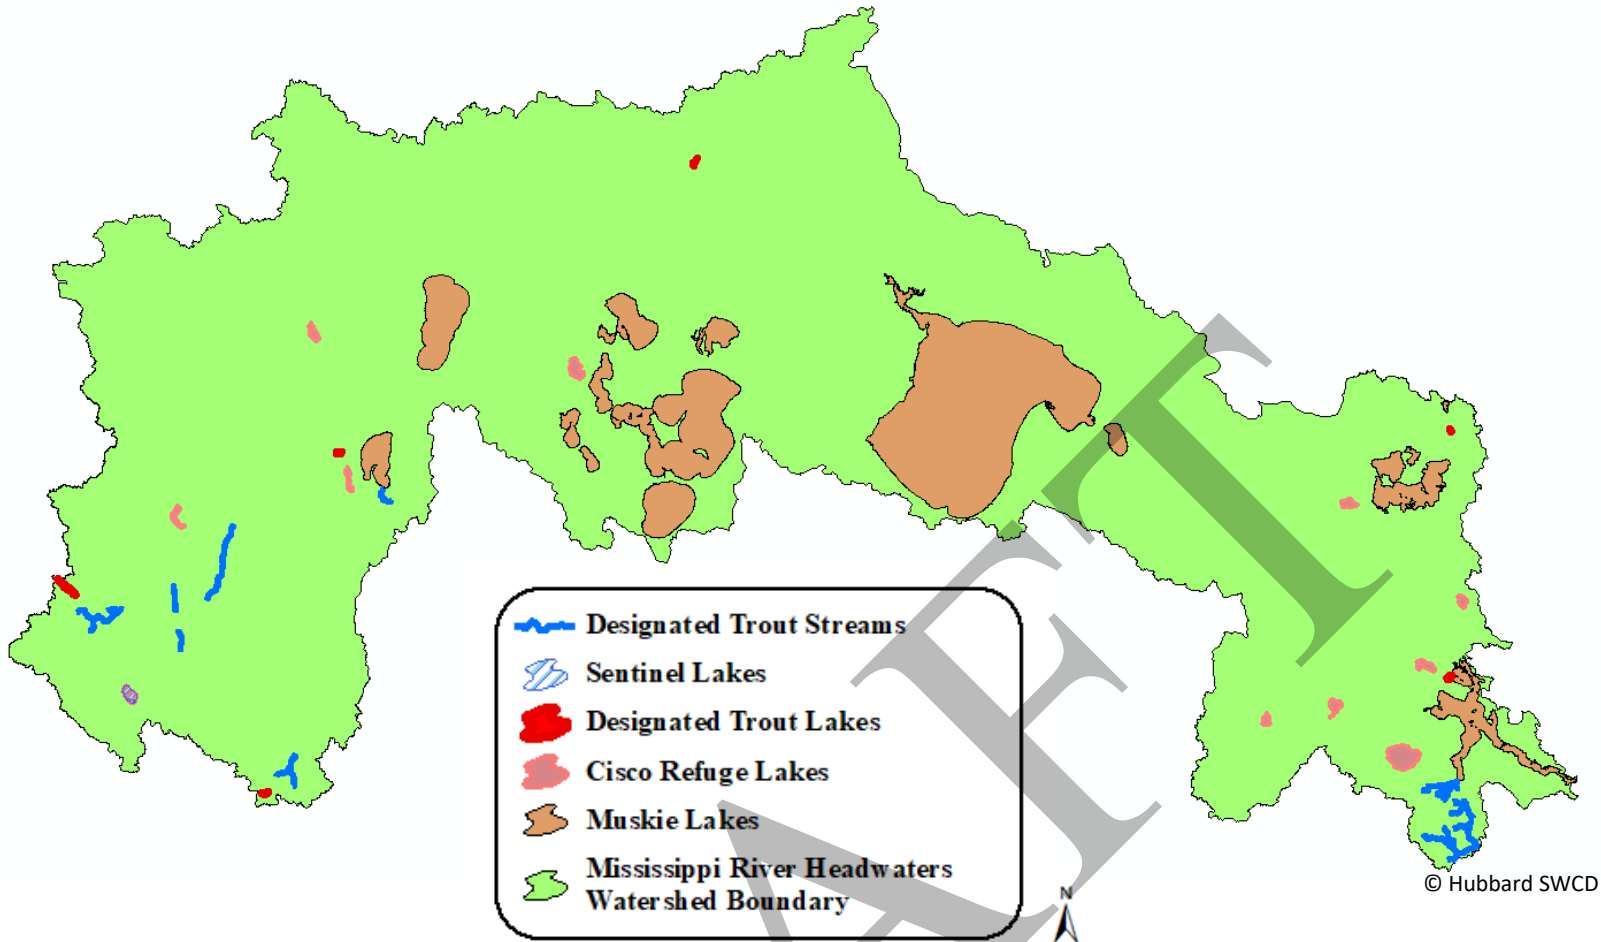 Designated Trout Streams
Sentinel Lakes
Designated Trout Lakes
Cisco Refuge Lakes
Muskie Lakes
Mississippi River Headwaters
Watershed Boundary
N
AFT
© Hubbard SWCD